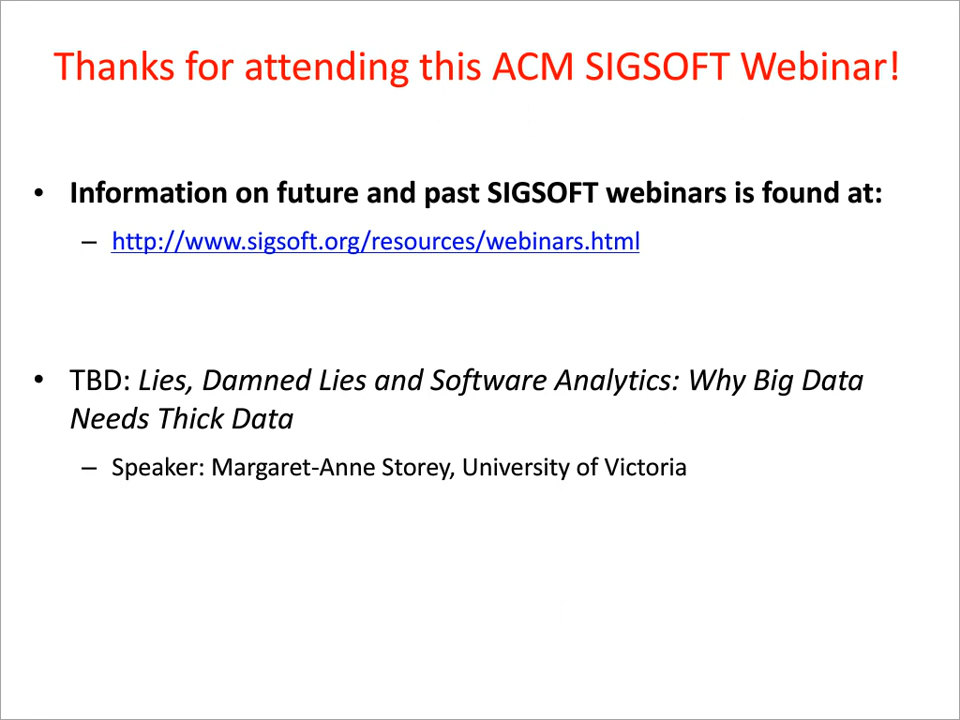 Thanks for attending this ACM SIGSOFT Webinar!
• Information on future and past SIGSOFT webinars is found at:
– http://www.sigsoft.org/resources/webinars.html
• TBD: Lies, Damned Lies and Software Analytics: Why Big Data
Needs Thick Data
– Speaker: Margaret-Anne Storey, University of Victoria